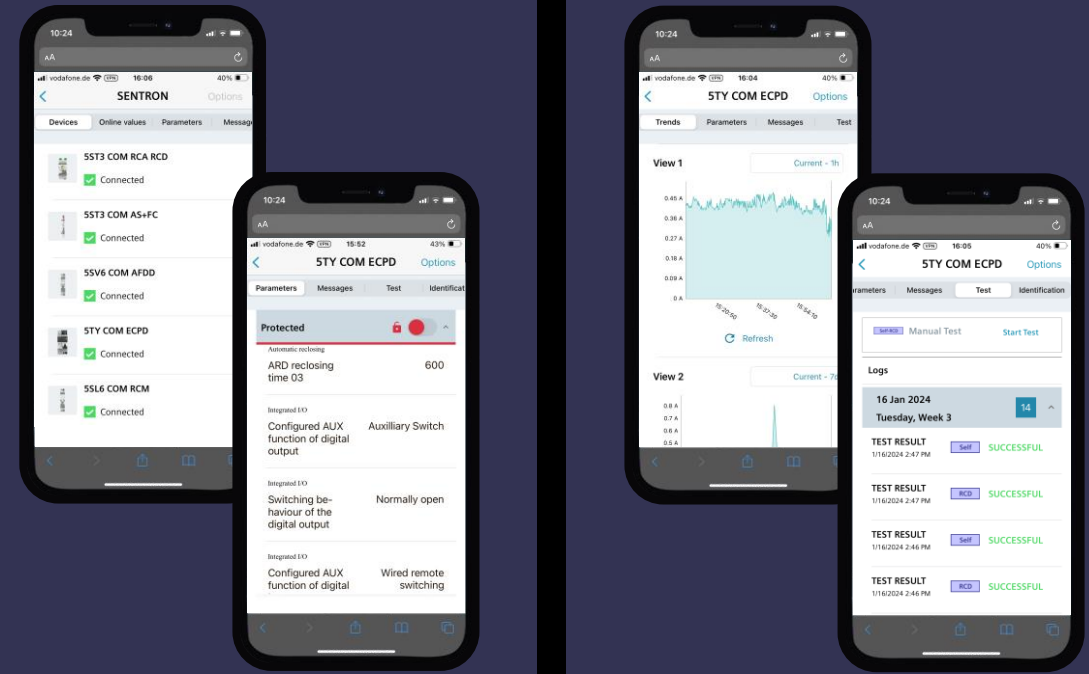 10:24
AA
vodafone.de VPN 16:06 40%
SENTRON Options
Devices Online values Parameters
5ST3 COM RCA RCD
Connected
5ST3 COM AS+FC
Connected
5SV6 COM AFDD
Connected
5TY COM ECPD
Connected
5SL6 COM RCM
Connected
10:24
AA
vodafone.de VPN 15:52 43%
5TY COM ECPD Options
Parameters Messages Test Identificat
Protected
Automatic reclosing
ARD reclosing 600
time 03
Integrated I/O
Configured AUX Auxilliary Switch
function of digital
output
Integrated I/O
Switching be- Normally open
haviour of the
digital output
Integrated I/O
Configured AUX Wired remote
function of digital switching
10:24
AA
vodafone.de VPN 16:04 40%
5TY COM ECPD Options
Trends Parameters Messages Test
View 1 Current - 1h
0.45 A
0.36 A
0.27 A
0.18 A
0.09 A
0 A
15:20:50 15:37:30 15:54:10
Refresh
View 2 Current - 7d
0.8 A
0.7 A
0.6 A
0.5 A
10:24
AA
vodafone.de VPN 16:05 40%
5TY COM ECPD Options
rameters Messages Test Identification
Self-RCD Manual Test Start Test
Logs
16 Jan 2024 14
Tuesday, Week 3
TEST RESULT Self SUCCESSFUL
1/16/2024 2:47 PM
TEST RESULT RCD SUCCESSFUL
1/16/2024 2:47 PM
TEST RESULT Self SUCCESSFUL
1/16/2024 2:46 PM
TEST RESULT RCD SUCCESSFUL
1/16/2024 2:46 PM